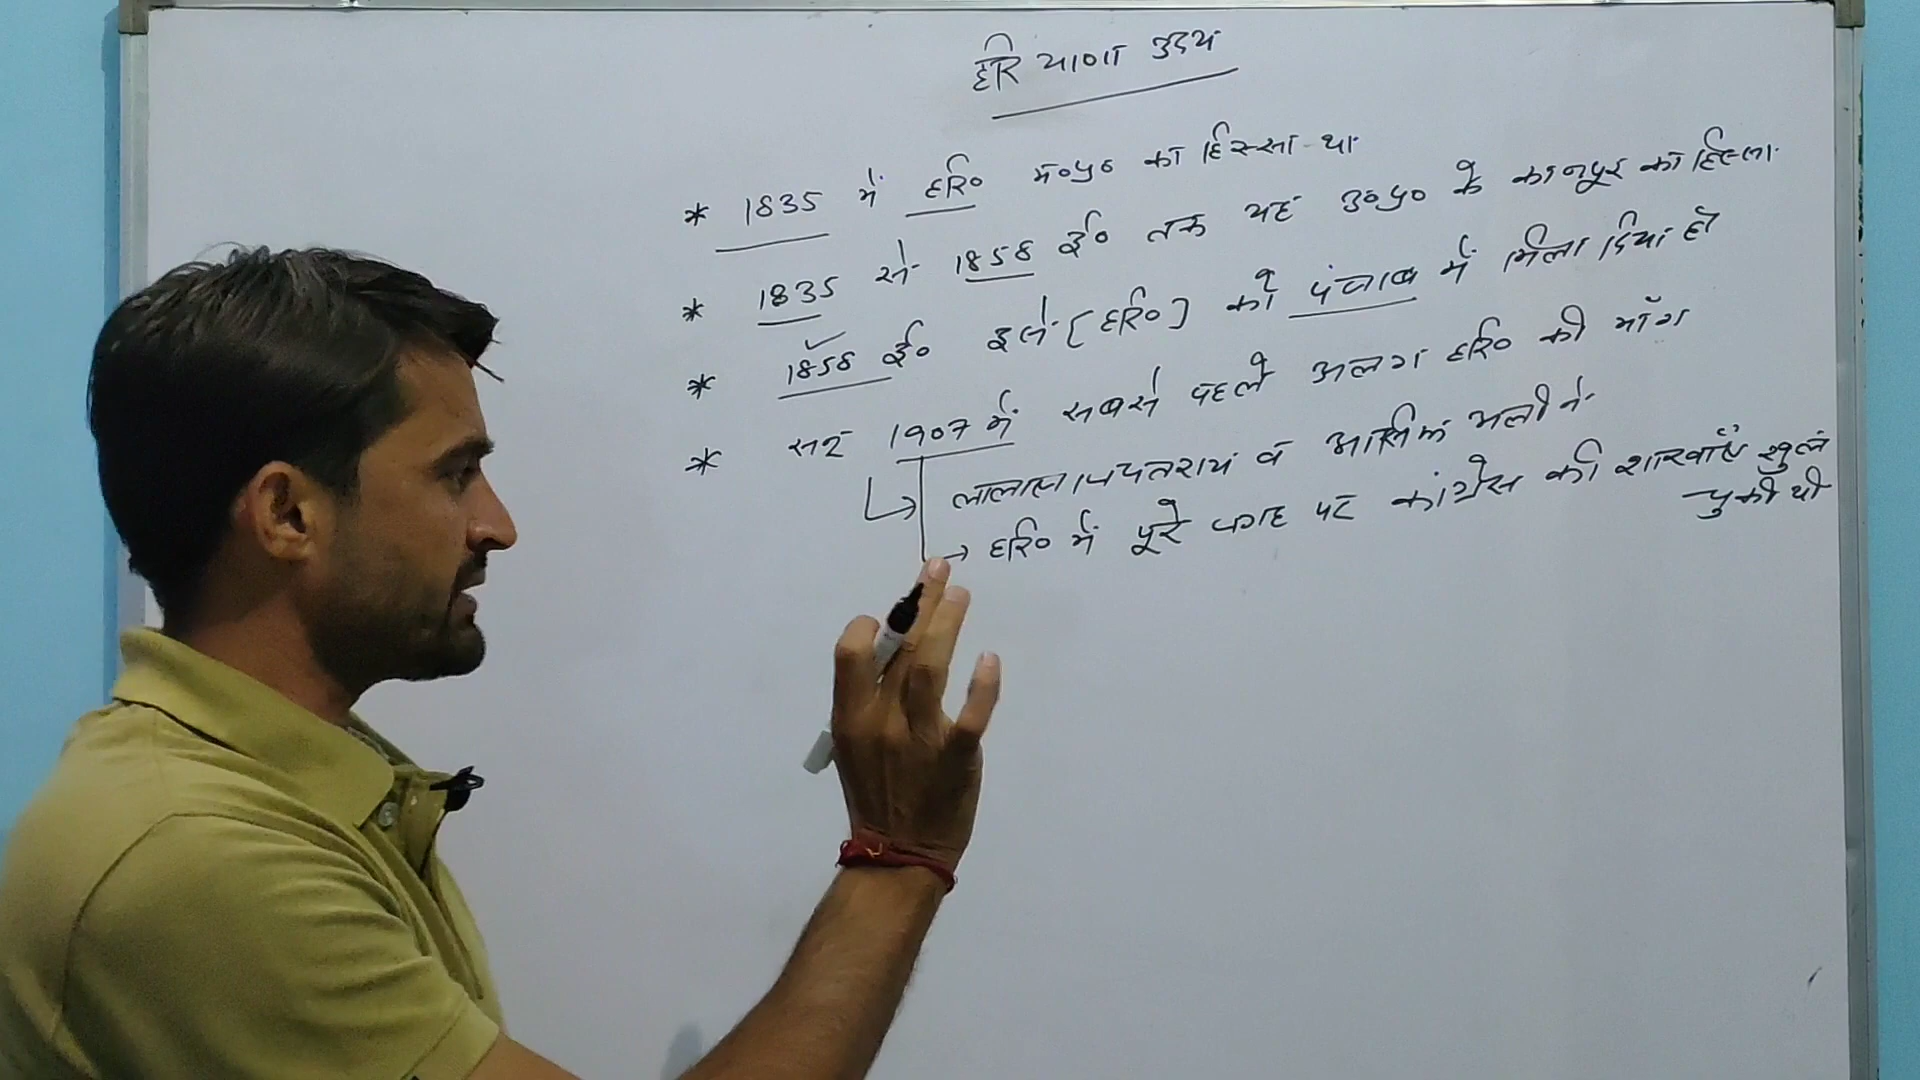 हरियाणा उदय
* 1835 में हरि० म०प्र० का हिस्सा था
* 1835 से 1858 ई० तक यह उ०प्र० के कानपुर का हिस्सा
* 1858 ई० इसे [हरि०] को पंजाब में मिला दिया हो
* सन् 1907 में सबसे पहले अलग हरि० की माँग
लाला लाजपतराय व आसिफ अली ने
→ हरि० में पूरे जगह पर कांग्रेस की शाखाएँ खुल
चुकी थी